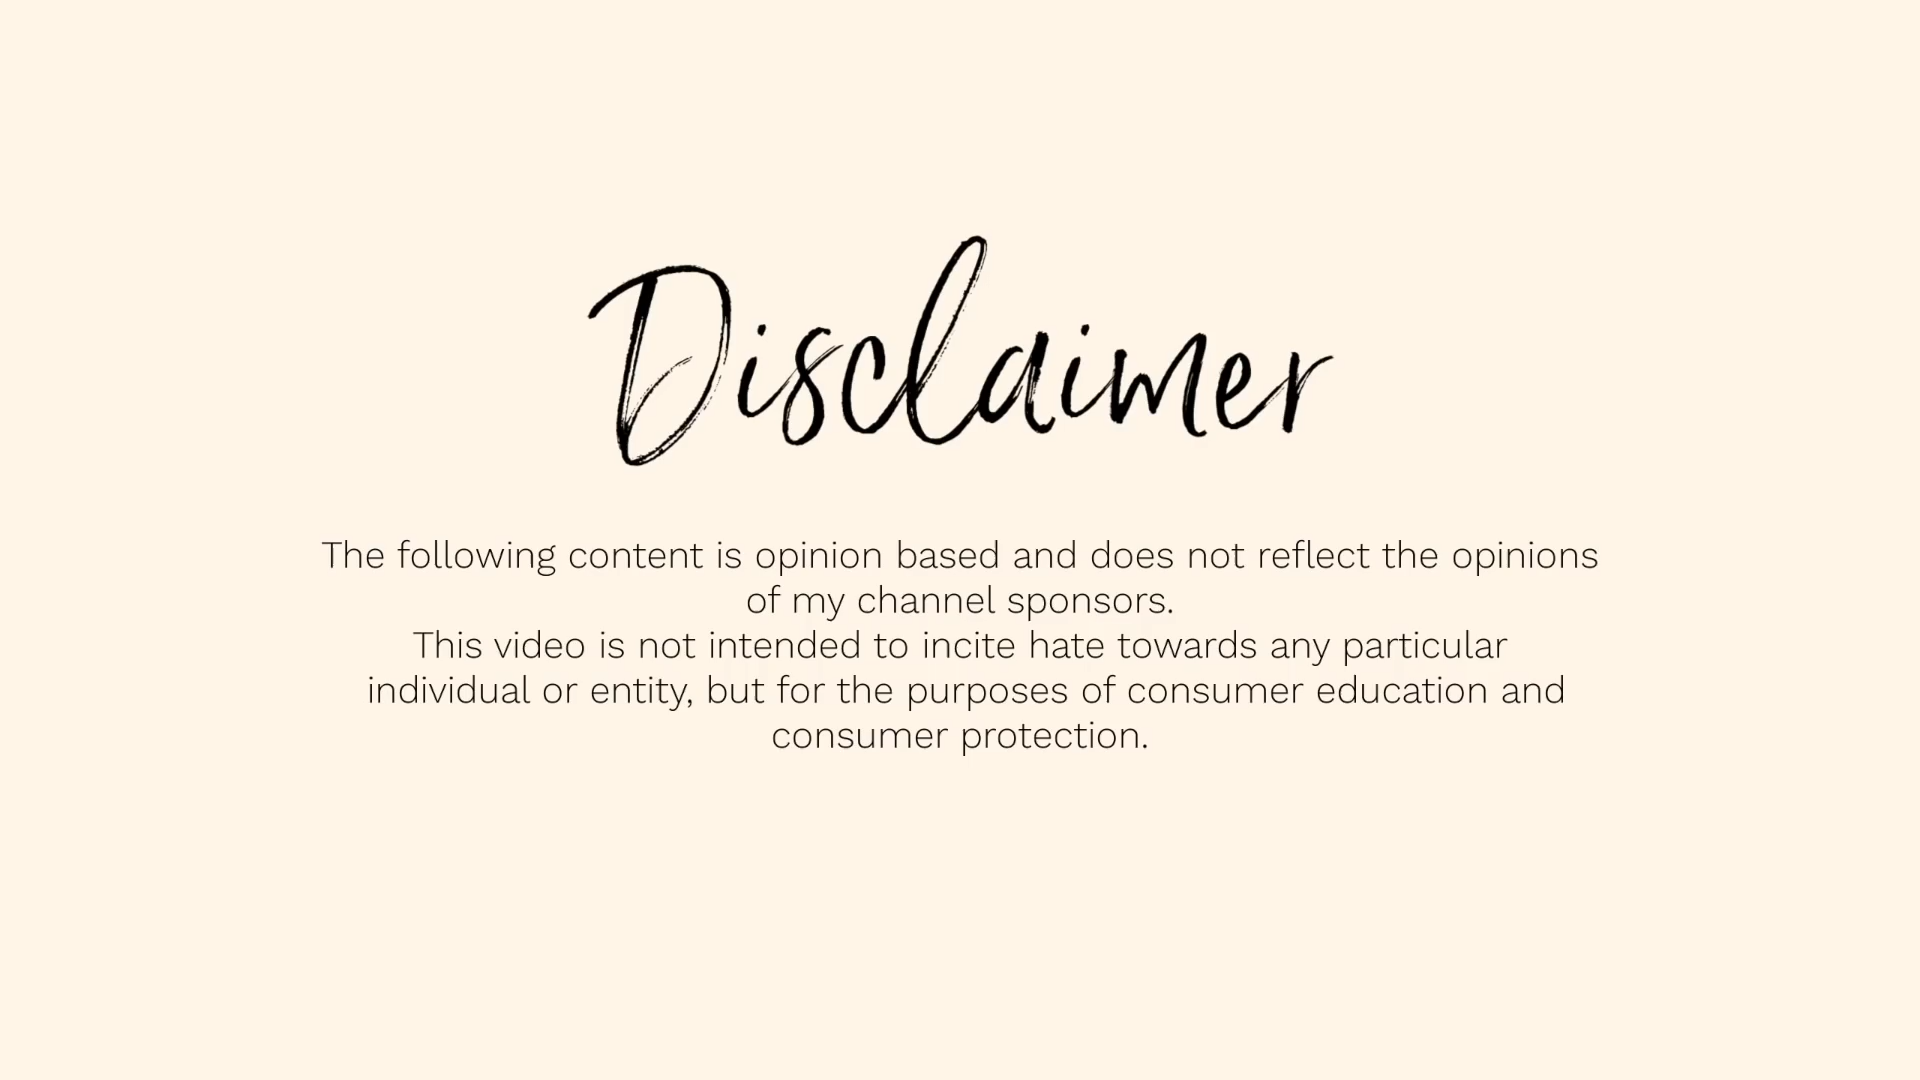 Disclaimer
The following content is opinion based and does not reflect the opinions
of my channel sponsors.
This video is not intended to incite hate towards any particular
individual or entity, but for the purposes of consumer education and
consumer protection.